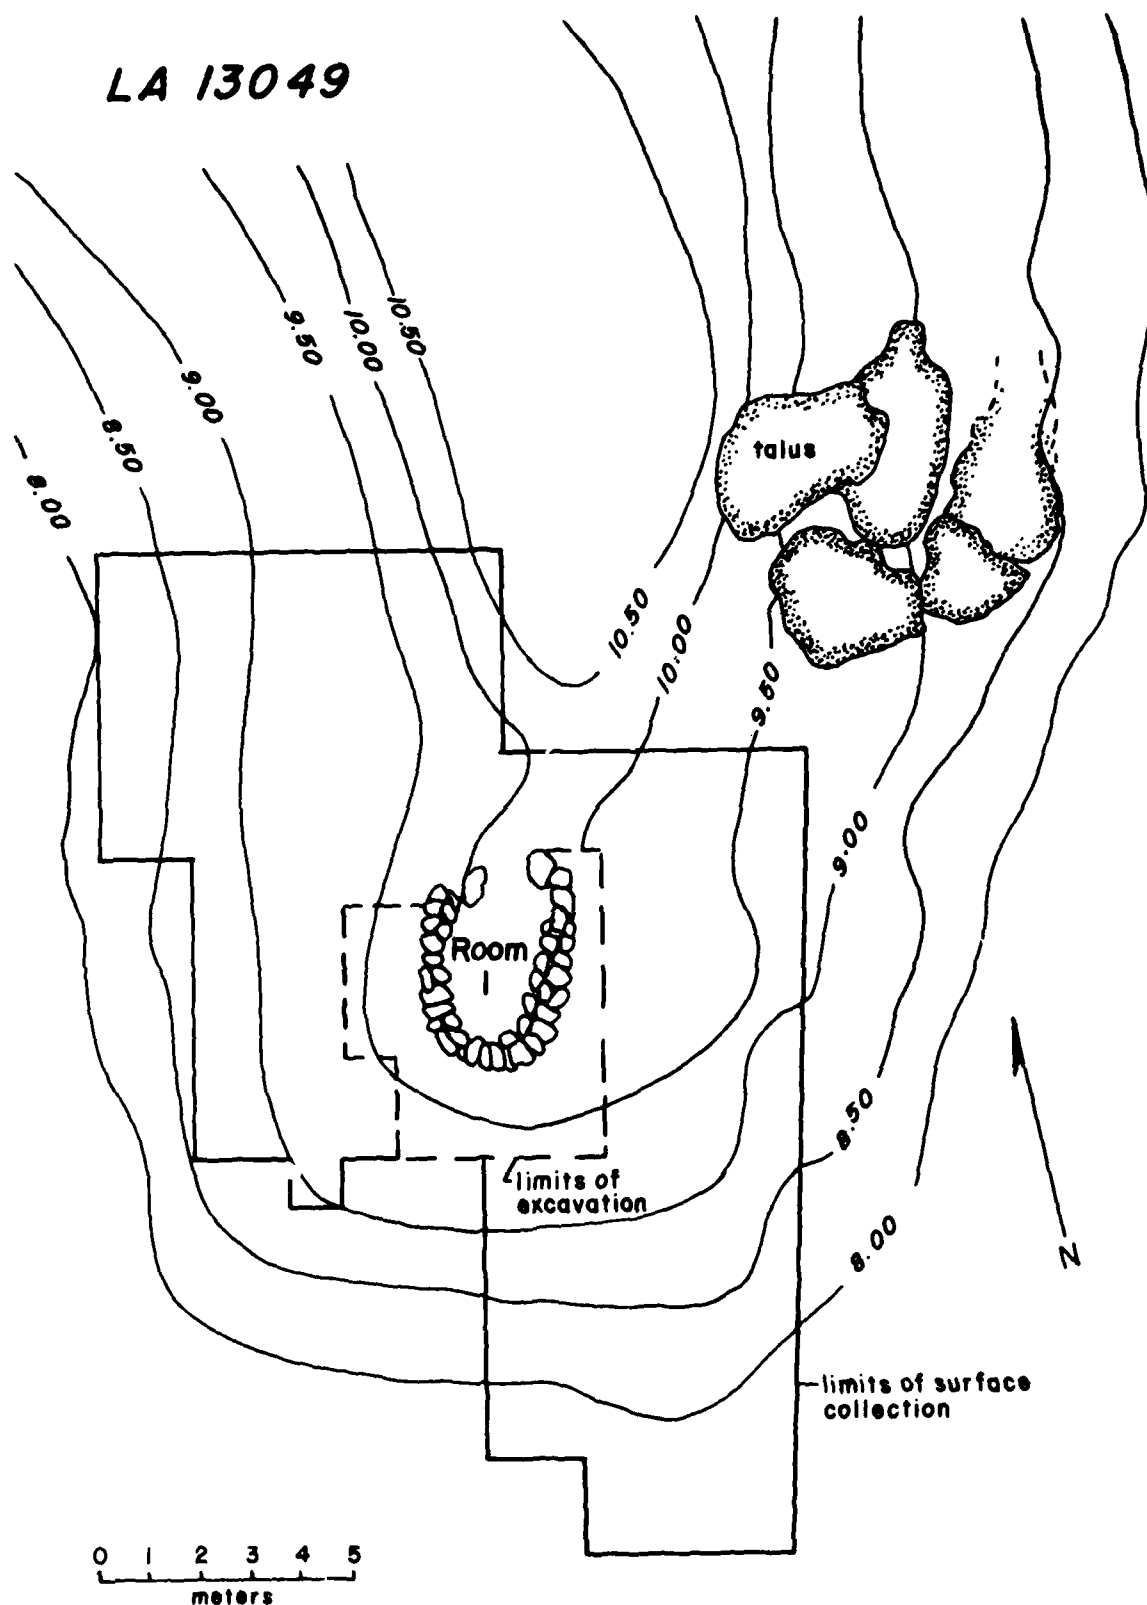 LA 13049
9.50
10.00
10.50
9.00
8.50
8.00
talus
10.50
10.00
9.50
9.00
Room
1
8.50
limits of
excavation
8.00
N
limits of surface
collection
0 1 2 3 4 5
meters